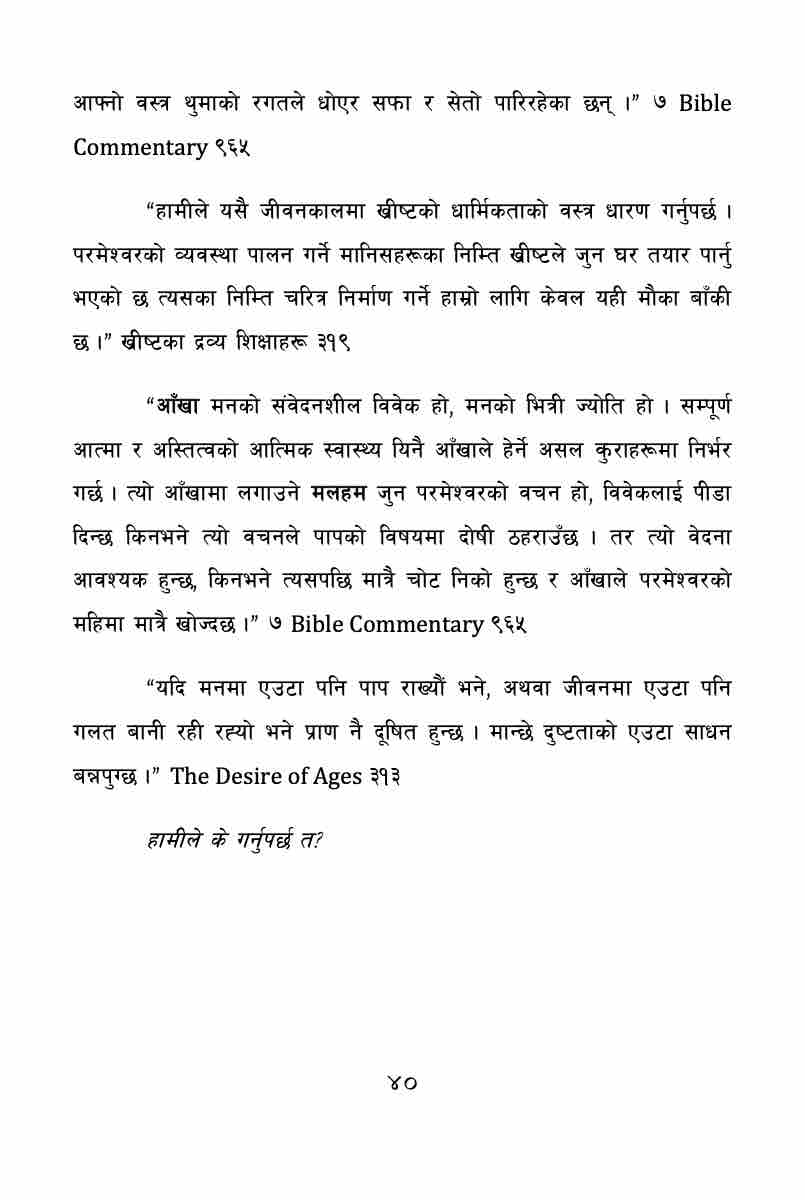 आफ्नो वस्त्र थुमाको रगतले धोएर सफा र सेतो पारिरहेका छन् ।” ७ Bible
Commentary ९६५
“हामीले यसै जीवनकालमा ख्रीष्टको धार्मिकताको वस्त्र धारण गर्नुपर्छ ।
परमेश्वरको व्यवस्था पालन गर्ने मानिसहरूका निम्ति ख्रीष्टले जुन घर तयार पार्नु
भएको छ त्यसका निम्ति चरित्र निर्माण गर्ने हाम्रो लागि केवल यही मौका बाँकी
छ ।” ख्रीष्टका द्रव्य शिक्षाहरू ३१९
“आँखा मनको संवेदनशील विवेक हो, मनको भित्री ज्योति हो । सम्पूर्ण
आत्मा र अस्तित्वको आत्मिक स्वास्थ्य यिनै आँखाले हेर्ने असल कुराहरूमा निर्भर
गर्छ । त्यो आँखामा लगाउने मलहम जुन परमेश्वरको वचन हो, विवेकलाई पीडा
दिन्छ किनभने त्यो वचनले पापको विषयमा दोषी ठहराउँछ । तर त्यो वेदना
आवश्यक हुन्छ, किनभने त्यसपछि मात्रै चोट निको हुन्छ र आँखाले परमेश्वरको
महिमा मात्रै खोज्दछ ।” ७ Bible Commentary ९६५
“यदि मनमा एउटा पनि पाप राख्यौं भने, अथवा जीवनमा एउटा पनि
गलत बानी रही रह्यो भने प्राण नै दूषित हुन्छ । मान्छे दुष्टताको एउटा साधन
बन्नपुग्छ ।” The Desire of Ages ३१३
हामीले के गर्नुपर्छ त?
४०